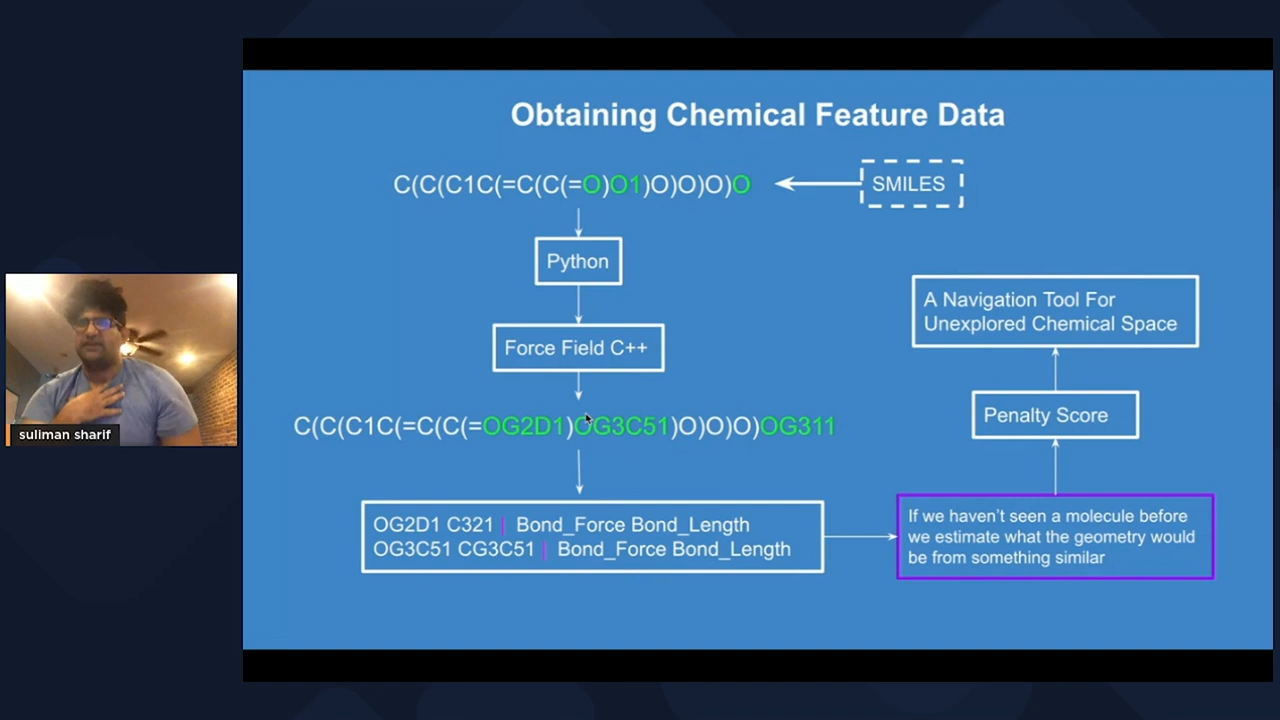 Obtaining Chemical Feature Data
C(C(C1C(=C(C(=O)O1)O)O)O)O
SMILES
Python
Force Field C++
C(C(C1C(=C(C(=OG2D1)OG3C51)O)O)O)OG311
OG2D1 C321 | Bond_Force Bond_Length
OG3C51 CG3C51 | Bond_Force Bond_Length
If we haven't seen a molecule before
we estimate what the geometry would
be from something similar
Penalty Score
A Navigation Tool For
Unexplored Chemical Space
suliman sharif